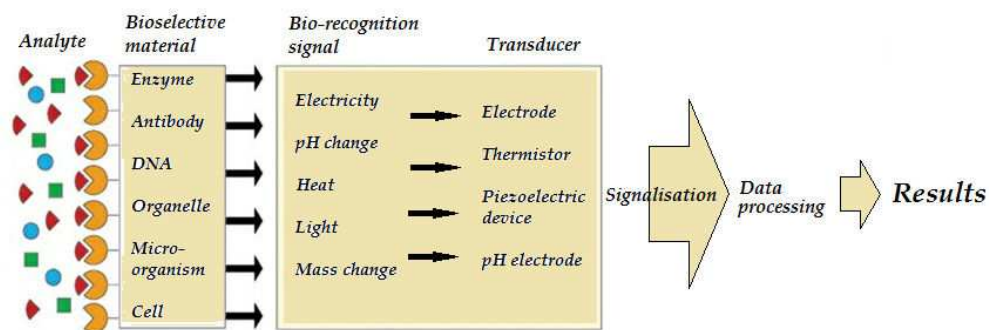 Analyte
Bioselective
material
Bio-recognition
signal
Transducer
Enzyme
Antibody
DNA
Organelle
Micro-
organism
Cell
Electricity
pH change
Heat
Light
Mass change
Electrode
Thermistor
Piezoelectric
device
pH electrode
Signalisation
Data
processing
Results